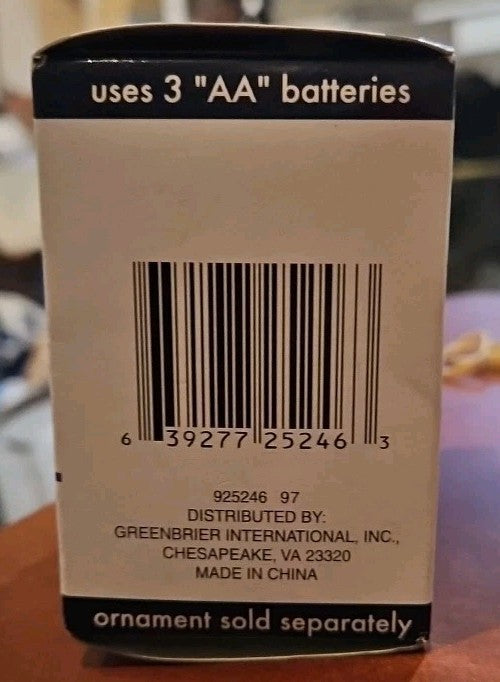 uses 3 "AA" batteries
6 39277 25246 3
925246 97
DISTRIBUTED BY:
GREENBRIER INTERNATIONAL, INC.,
CHESAPEAKE, VA 23320
MADE IN CHINA
ornament sold separately